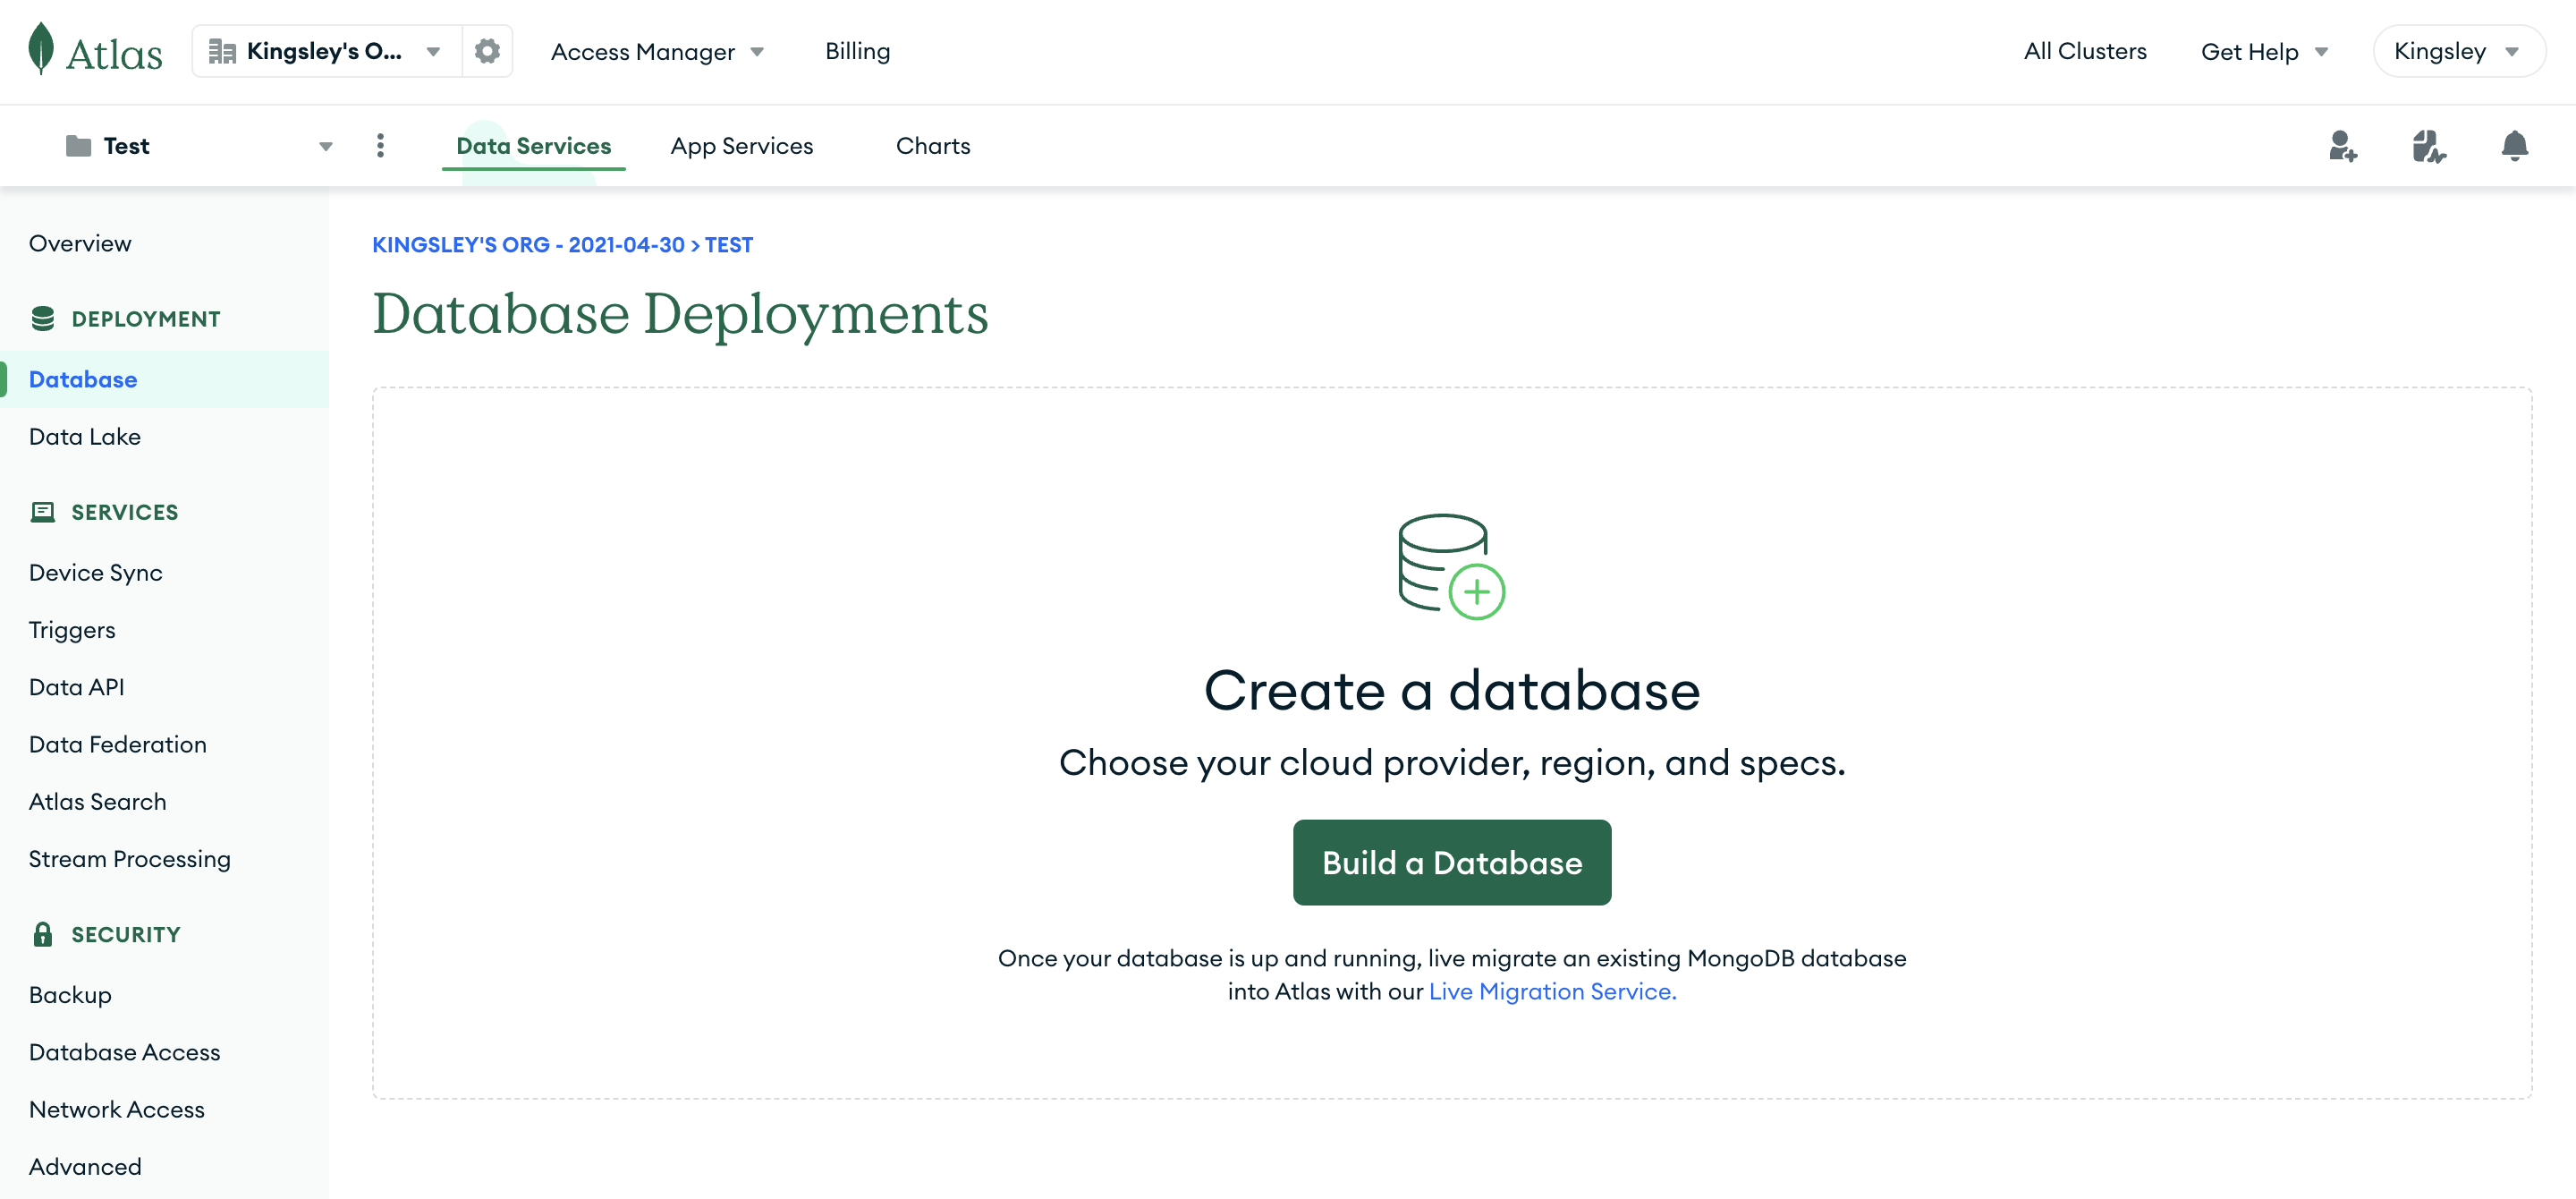 Atlas
Kingsley's O...
Access Manager
Billing
All Clusters
Get Help
Kingsley
Test
Data Services
App Services
Charts
Overview
DEPLOYMENT
Database
Data Lake
SERVICES
Device Sync
Triggers
Data API
Data Federation
Atlas Search
Stream Processing
SECURITY
Backup
Database Access
Network Access
Advanced
KINGSLEY'S ORG - 2021-04-30 > TEST
Database Deployments
Create a database
Choose your cloud provider, region, and specs.
Build a Database
Once your database is up and running, live migrate an existing MongoDB database
into Atlas with our Live Migration Service.